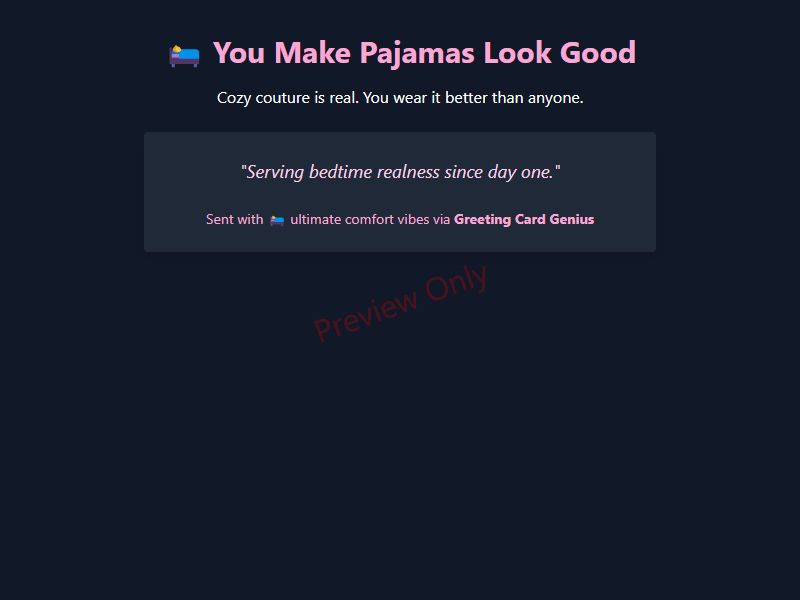 🛌 You Make Pajamas Look Good
Cozy couture is real. You wear it better than anyone.
"Serving bedtime realness since day one."
Sent with 🛌 ultimate comfort vibes via Greeting Card Genius
Preview Only